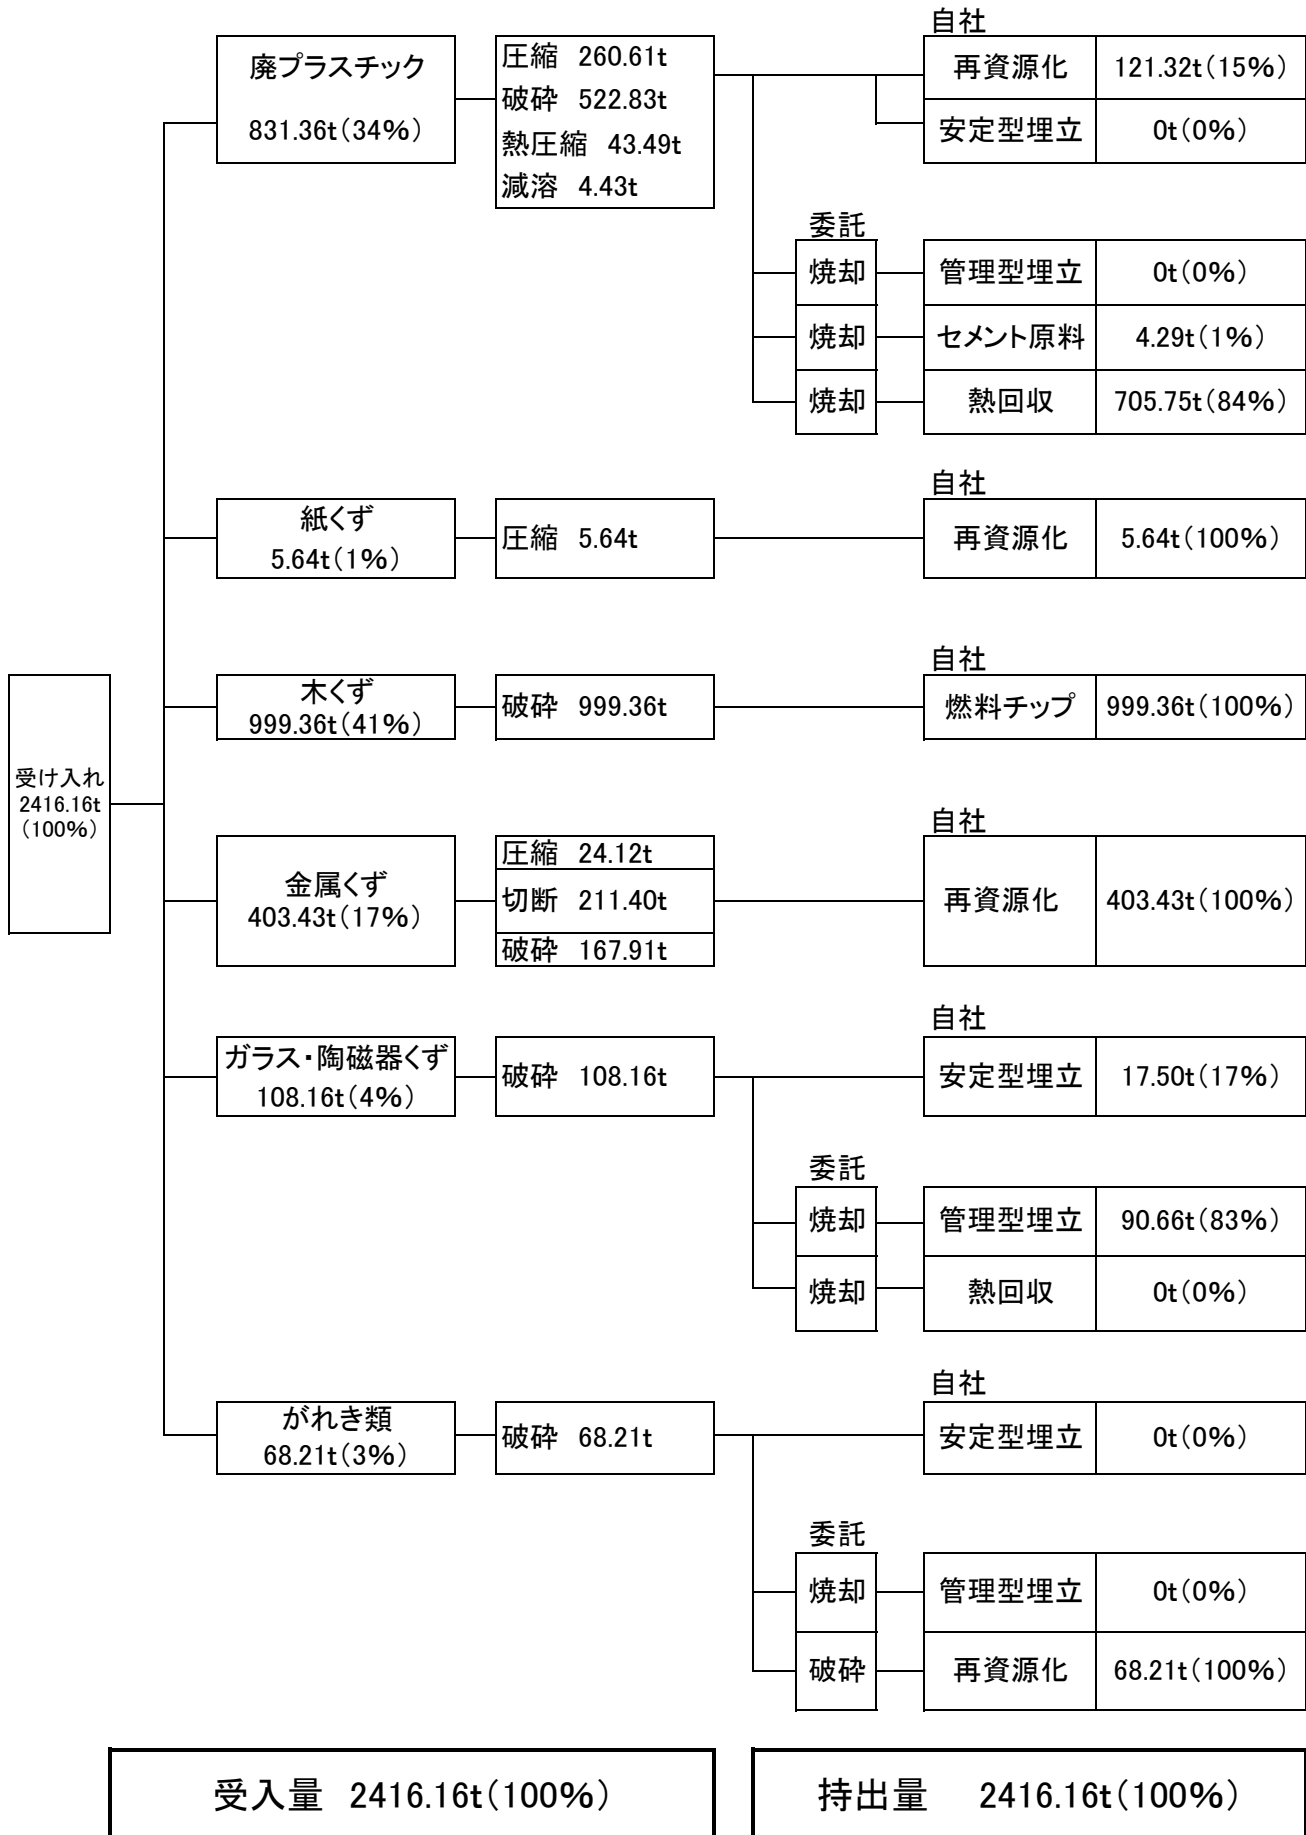 受け入れ
2416.16t
(100%)
廃プラスチック
831.36t(34%)
圧縮 260.61t
破砕 522.83t
熱圧縮 43.49t
減溶 4.43t
自社
再資源化 121.32t(15%)
安定型埋立 0t(0%)
委託
焼却 管理型埋立 0t(0%)
焼却 セメント原料 4.29t(1%)
焼却 熱回収 705.75t(84%)
紙くず
5.64t(1%)
圧縮 5.64t
自社
再資源化 5.64t(100%)
木くず
999.36t(41%)
破砕 999.36t
自社
燃料チップ 999.36t(100%)
金属くず
403.43t(17%)
圧縮 24.12t
切断 211.40t
破砕 167.91t
自社
再資源化 403.43t(100%)
ガラス・陶磁器くず
108.16t(4%)
破砕 108.16t
自社
安定型埋立 17.50t(17%)
委託
焼却 管理型埋立 90.66t(83%)
焼却 熱回収 0t(0%)
がれき類
68.21t(3%)
破砕 68.21t
自社
安定型埋立 0t(0%)
委託
焼却 管理型埋立 0t(0%)
破砕 再資源化 68.21t(100%)
受入量 2416.16t(100%)
持出量 2416.16t(100%)